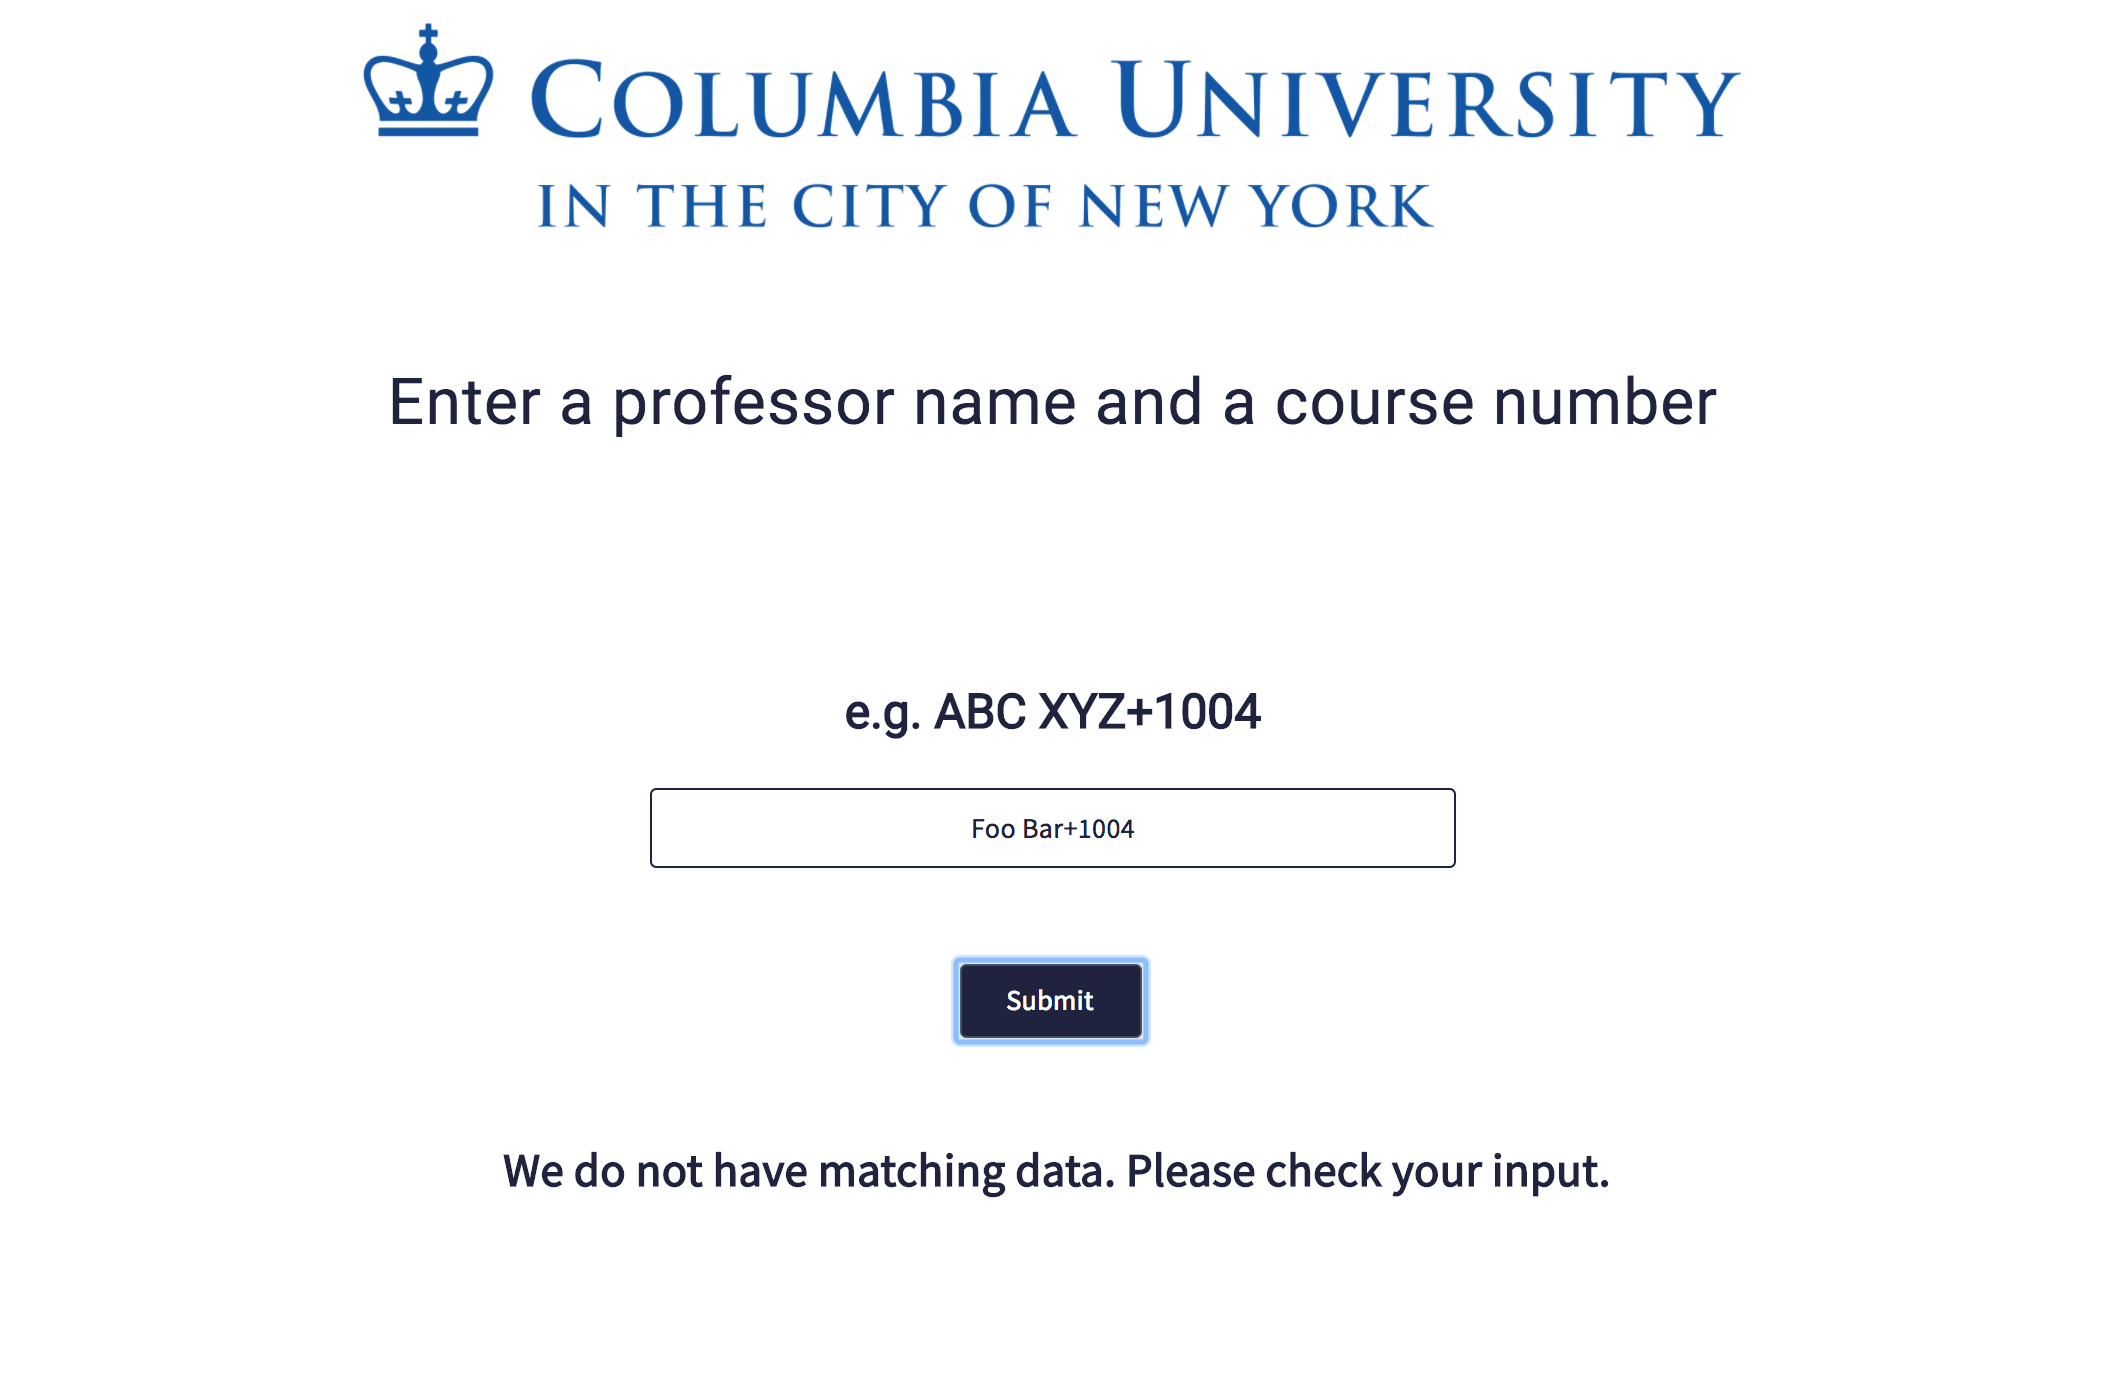 COLUMBIA UNIVERSITY
IN THE CITY OF NEW YORK
Enter a professor name and a course number
e.g. ABC XYZ+1004
Foo Bar+1004
Submit
We do not have matching data. Please check your input.